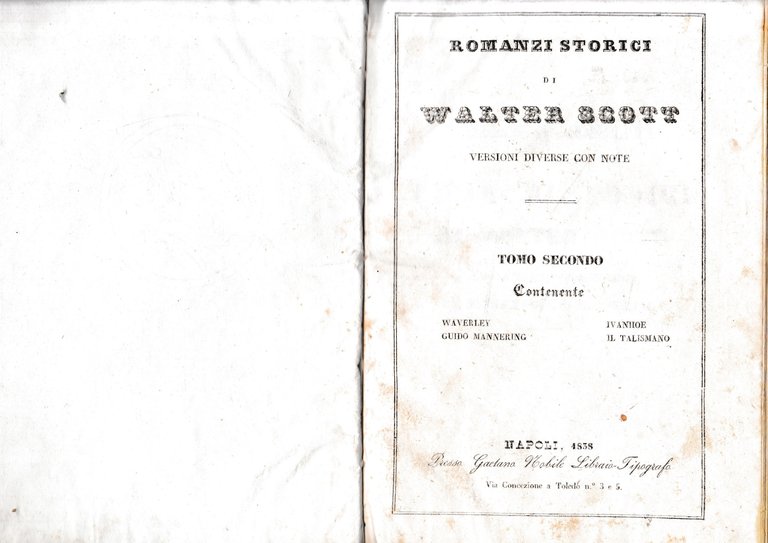 ROMANZI STORICI
DI
WALTER SCOTT
VERSIONI DIVERSE CON NOTE
TOMO SECONDO
Contenente
WAVERLEY
GUIDO MANNERING
IVANHOE
IL TALISMANO
NAPOLI, 1838
Presso Gaetano Nobile Libraio-Tipografo
Via Concezione a Toledo n.° 3 e 5.